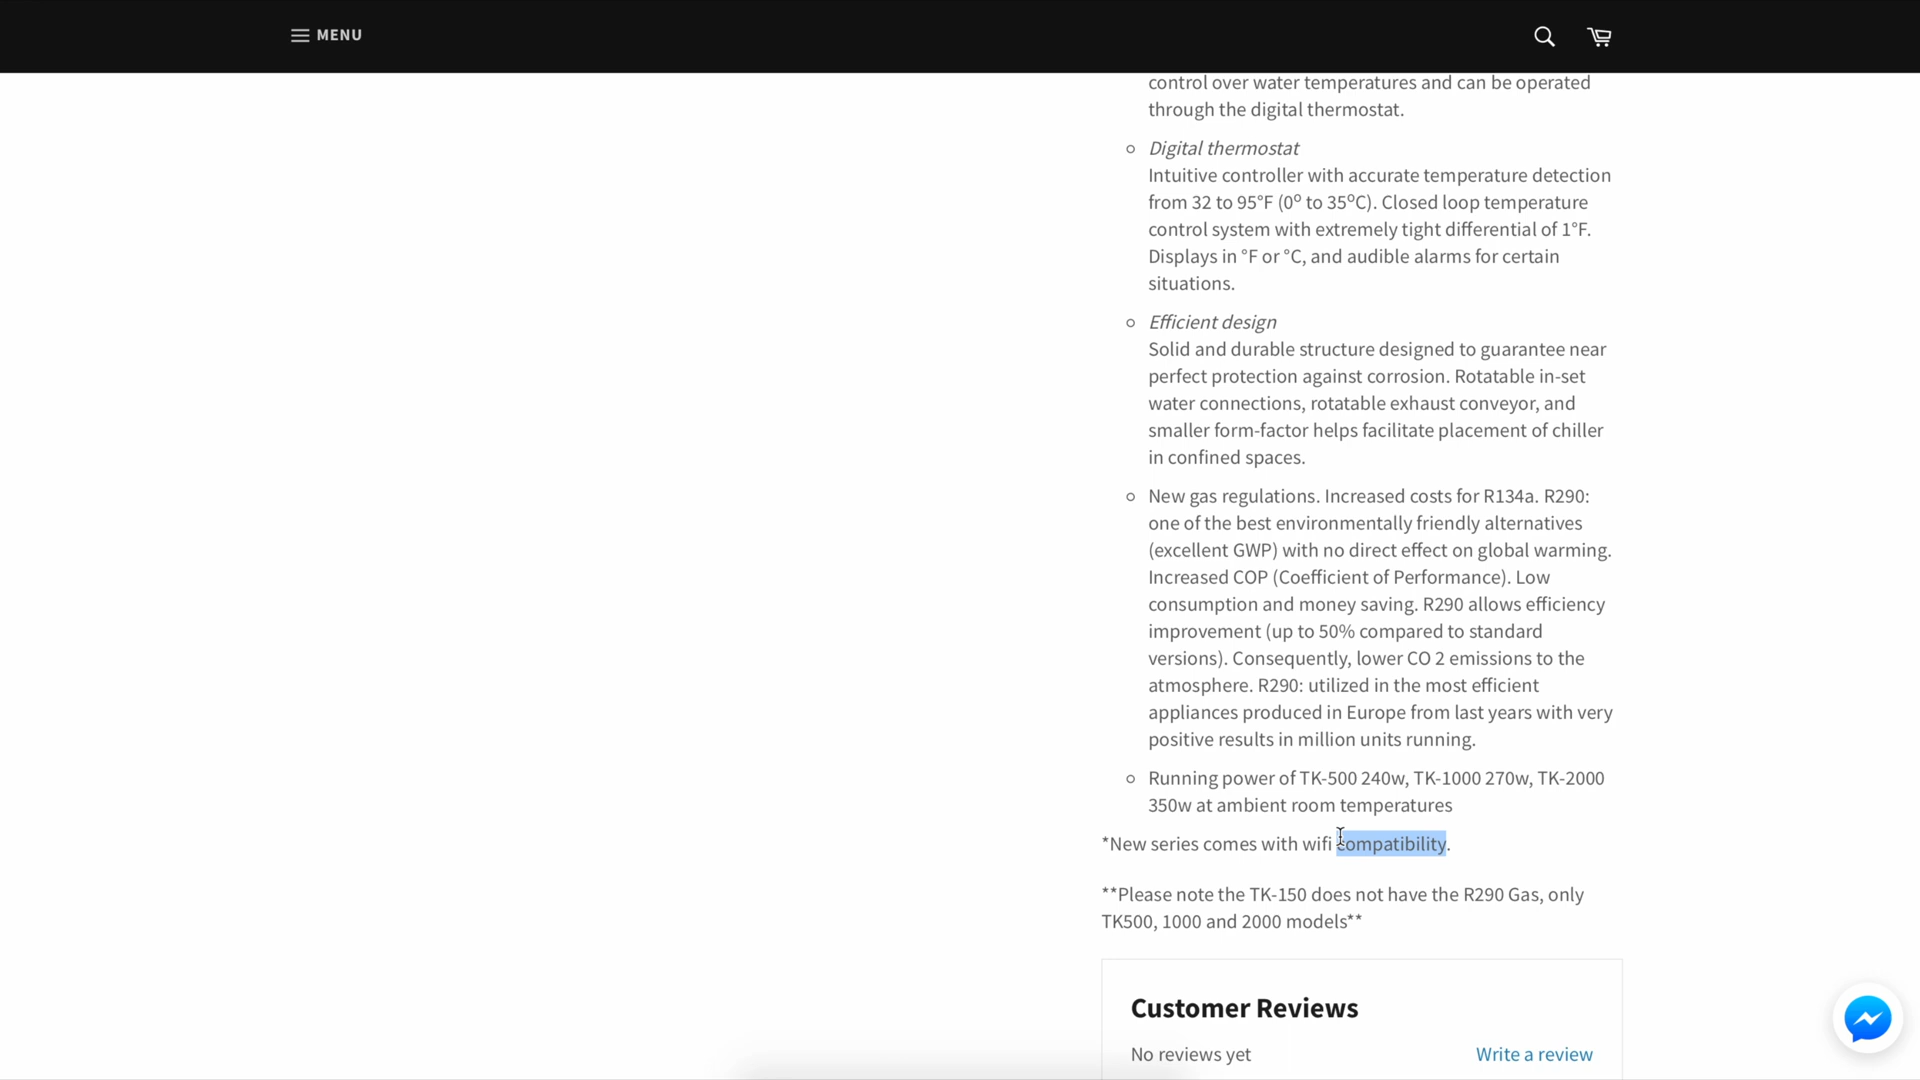 MENU
control over water temperatures and can be operated
through the digital thermostat.
Digital thermostat
Intuitive controller with accurate temperature detection
from 32 to 95°F (0⁰ to 35⁰C). Closed loop temperature
control system with extremely tight differential of 1°F.
Displays in °F or °C, and audible alarms for certain
situations.
Efficient design
Solid and durable structure designed to guarantee near
perfect protection against corrosion. Rotatable in-set
water connections, rotatable exhaust conveyor, and
smaller form-factor helps facilitate placement of chiller
in confined spaces.
New gas regulations. Increased costs for R134a. R290:
one of the best environmentally friendly alternatives
(excellent GWP) with no direct effect on global warming.
Increased COP (Coefficient of Performance). Low
consumption and money saving. R290 allows efficiency
improvement (up to 50% compared to standard
versions). Consequently, lower CO 2 emissions to the
atmosphere. R290: utilized in the most efficient
appliances produced in Europe from last years with very
positive results in million units running.
Running power of TK-500 240w, TK-1000 270w, TK-2000
350w at ambient room temperatures
*New series comes with wifi compatibility.
**Please note the TK-150 does not have the R290 Gas, only
TK500, 1000 and 2000 models**
Customer Reviews
No reviews yet
Write a review